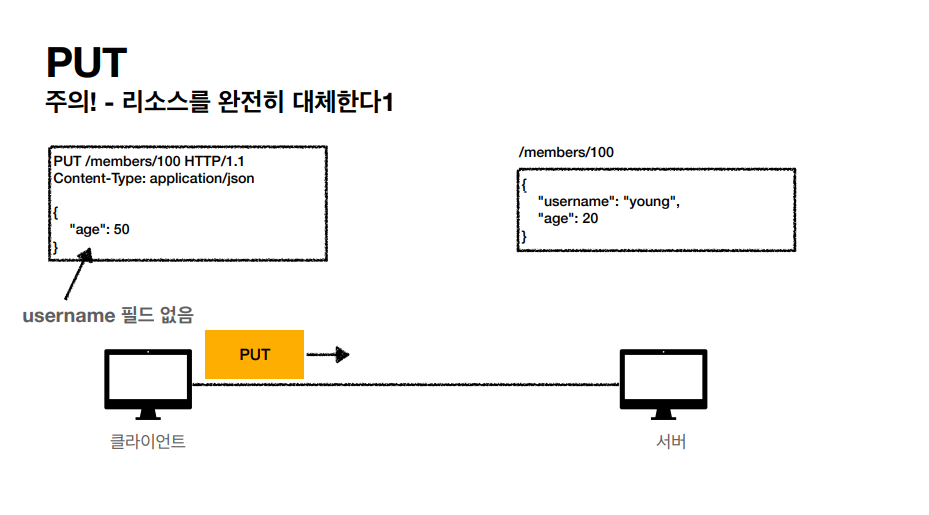 PUT
주의! - 리소스를 완전히 대체한다1
PUT /members/100 HTTP/1.1
Content-Type: application/json
{
"age": 50
}
username 필드 없음
/members/100
{
"username": "young",
"age": 20
}
PUT
클라이언트
서버